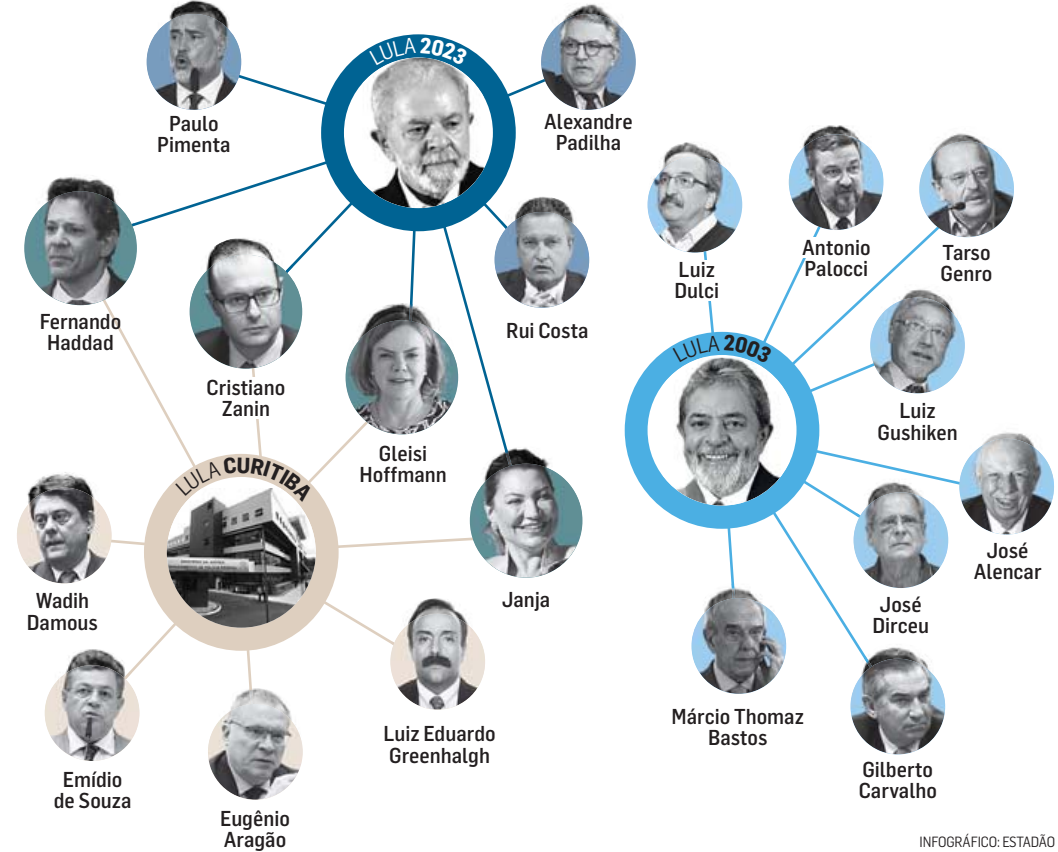 LULA 2023
Paulo
Pimenta
Alexandre
Padilha
Fernando
Haddad
Cristiano
Zanin
Gleisi
Hoffmann
Rui Costa
Janja
LULA CURITIBA
Wadih
Damous
Emídio
de Souza
Eugênio
Aragão
Luiz Eduardo
Greenhalgh
LULA 2003
Luiz
Dulci
Antonio
Palocci
Tarso
Genro
Luiz
Gushiken
José
Alencar
José
Dirceu
Márcio Thomaz
Bastos
Gilberto
Carvalho
INFOGRÁFICO: ESTADÃO